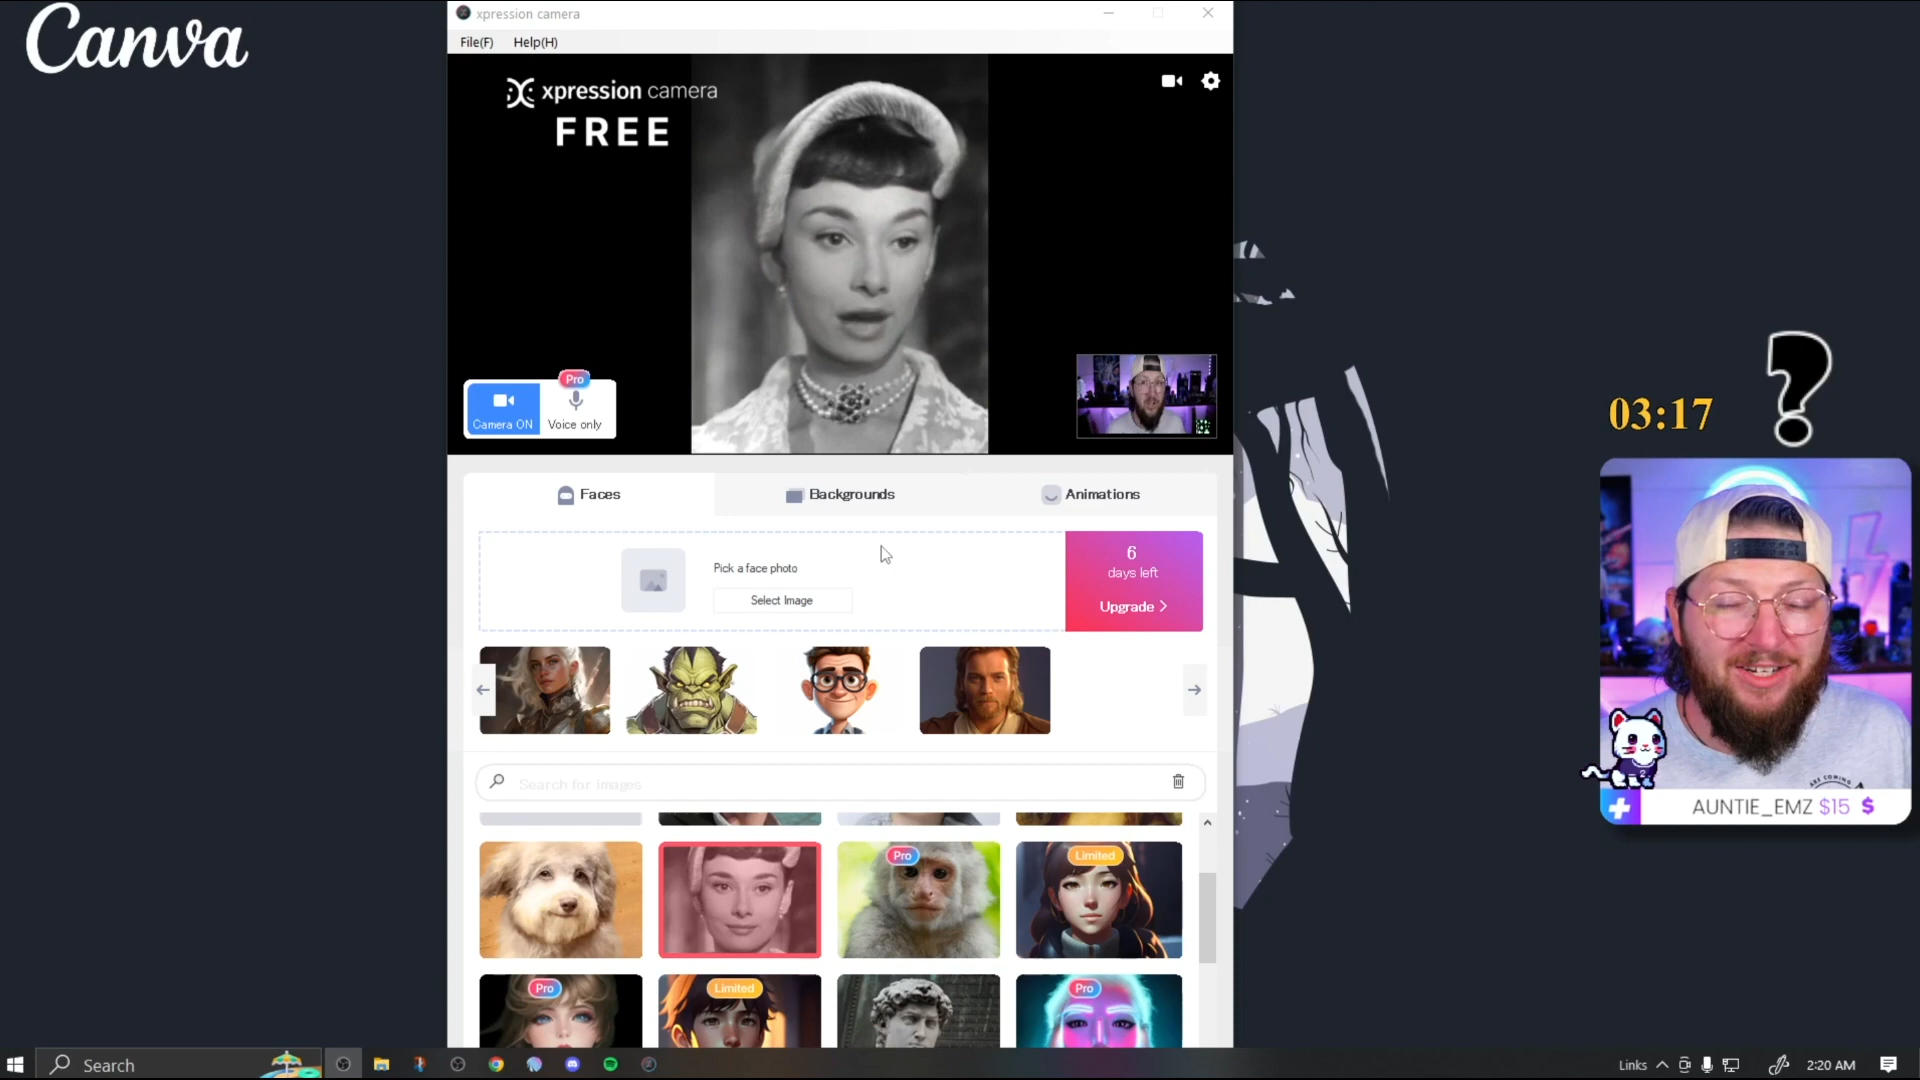 Canva
xpression camera
File(F) Help(H)
xpression camera
FREE
Pro
Camera ON
Voice only
Faces
Backgrounds
Animations
Pick a face photo
Select Image
6
days left
Upgrade
Search for images
Pro
Limited
Pro
Limited
Pro
03:17
?
ARE COMING
AUNTIE_EMZ $15 $
Search
Links
2:20 AM